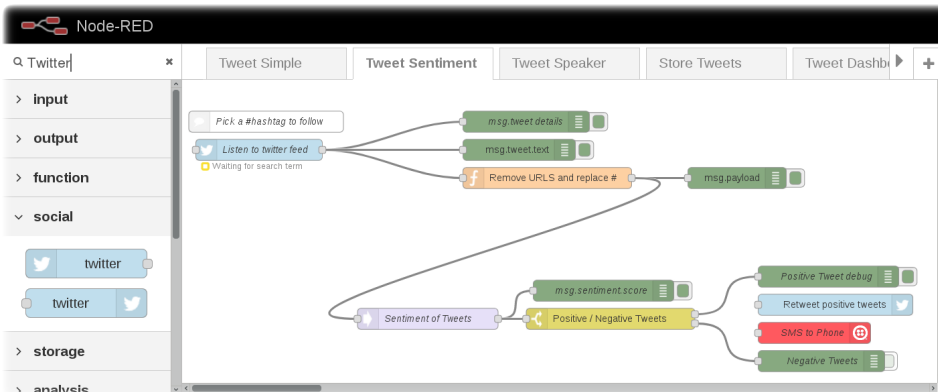 Node-RED
Twitter
Tweet Simple
Tweet Sentiment
Tweet Speaker
Store Tweets
Tweet Dashb
input
output
function
social
twitter
twitter
storage
analysis
Pick a #hashtag to follow
Listen to twitter feed
Waiting for search term
msg.tweet details
msg.tweet.text
Remove URLS and replace #
msg.payload
Sentiment of Tweets
msg.sentiment.score
Positive / Negative Tweets
Positive Tweet debug
Retweet positive tweets
SMS to Phone
Negative Tweets